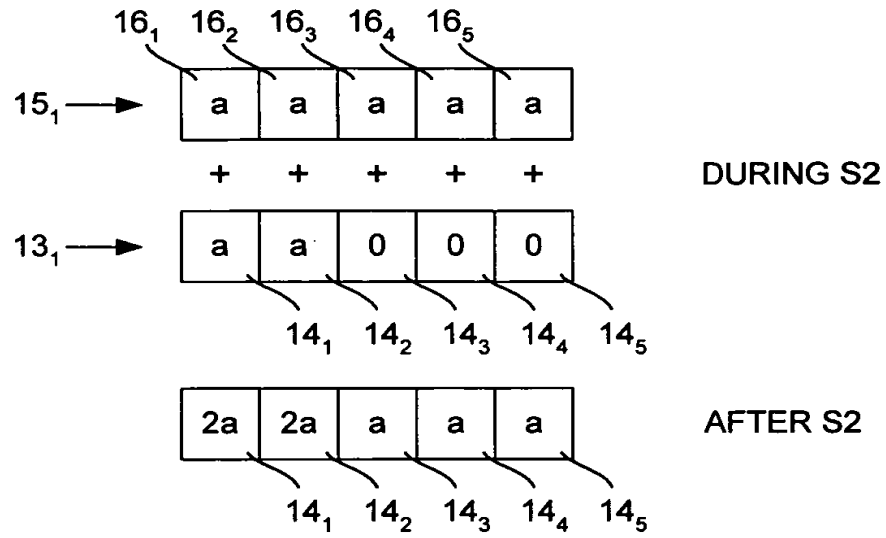 16₁ 16₂ 16₃ 16₄ 16₅
15₁ a a a a a
+ + + + + DURING S2
13₁ a a 0 0 0
14₁ 14₂ 14₃ 14₄ 14₅
2a 2a a a a AFTER S2
14₁ 14₂ 14₃ 14₄ 14₅